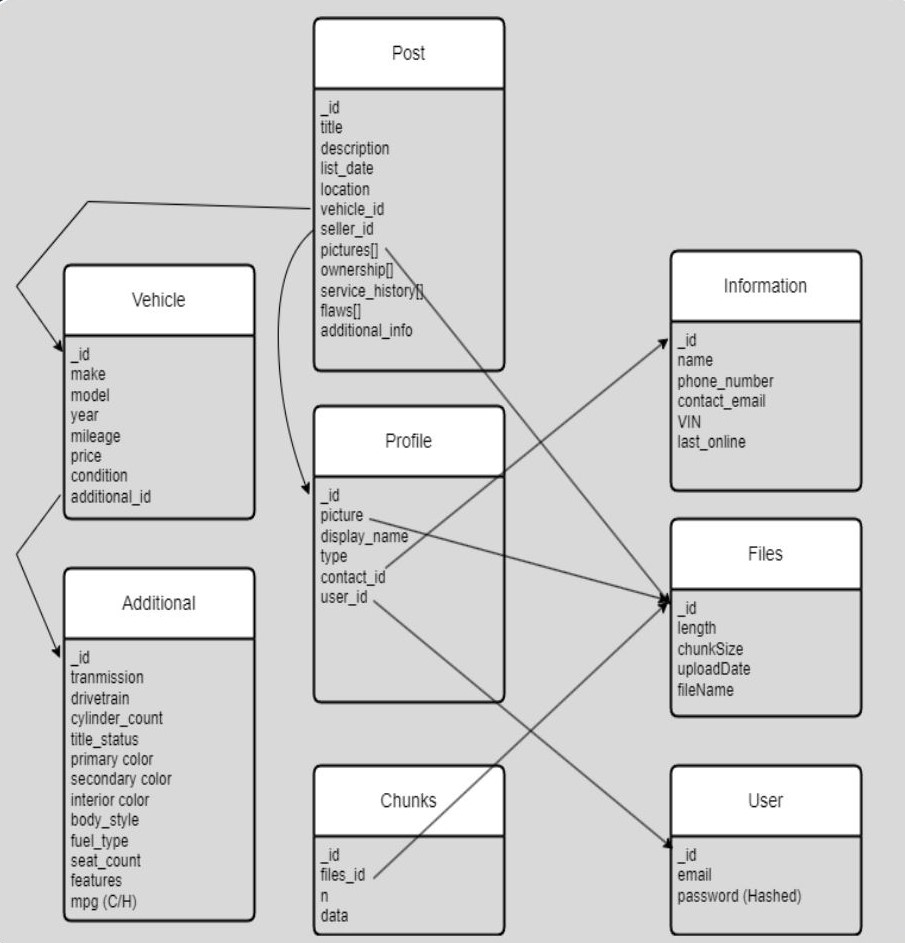 Post
_id
title
description
list_date
location
vehicle_id
seller_id
pictures[]
ownership[]
service_history[]
flaws[]
additional_info
Vehicle
_id
make
model
year
mileage
price
condition
additional_id
Additional
_id
tranmission
drivetrain
cylinder_count
title_status
primary color
secondary color
interior color
body_style
fuel_type
seat_count
features
mpg (C/H)
Profile
_id
picture
display_name
type
contact_id
user_id
Chunks
_id
files_id
n
data
Information
_id
name
phone_number
contact_email
VIN
last_online
Files
_id
length
chunkSize
uploadDate
fileName
User
_id
email
password (Hashed)